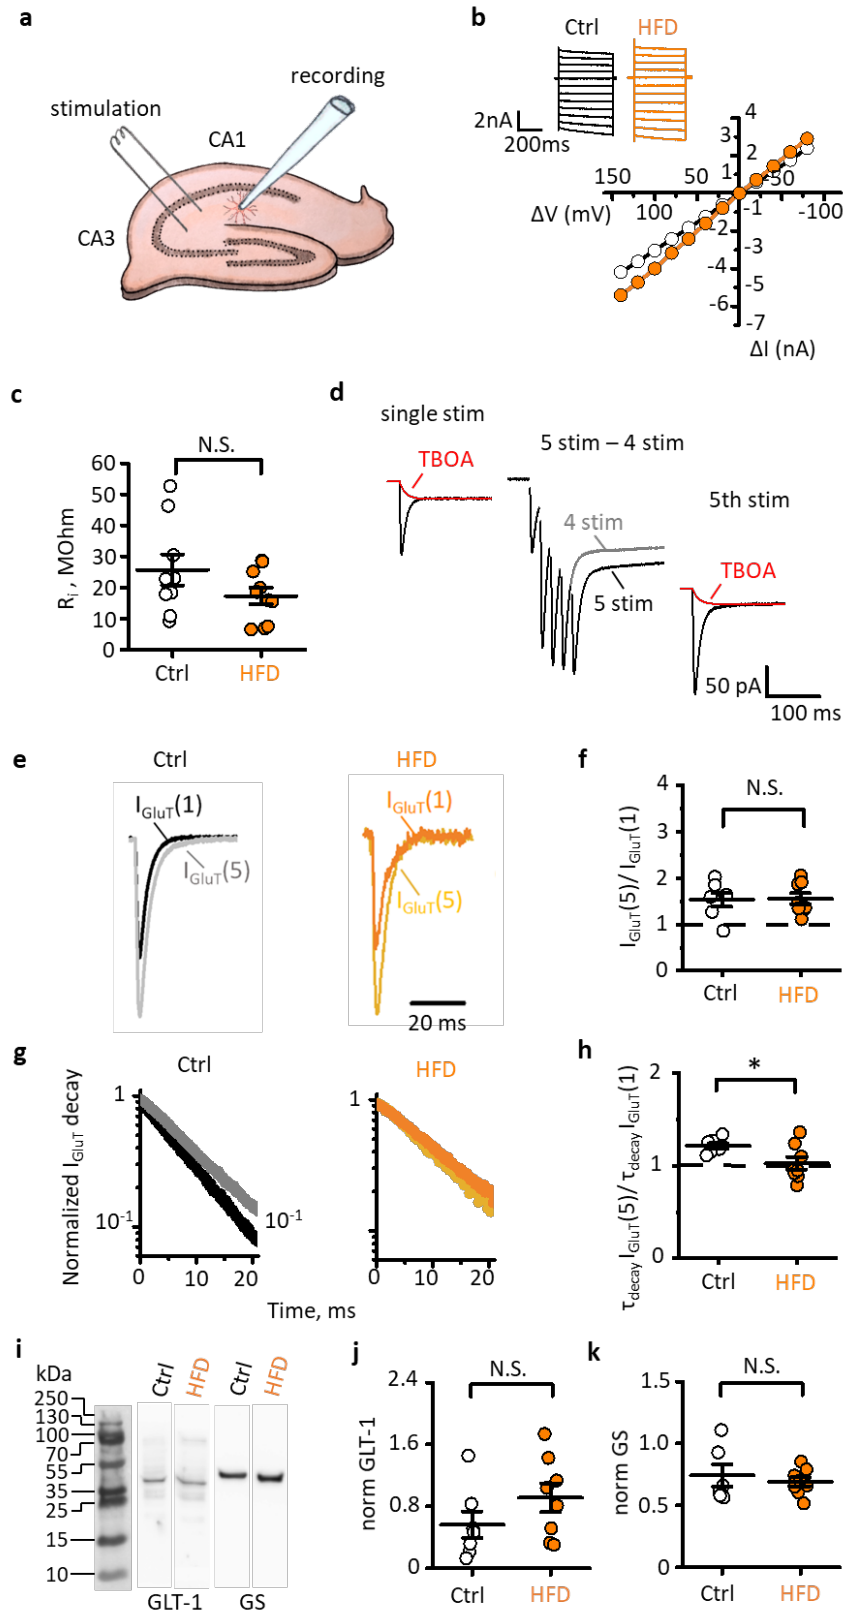 a
stimulation
recording
CA1
CA3
b
Ctrl
HFD
2nA
200ms
4
3
2
1
150
50
-50
ΔV (mV)
100
-100
-1
-2
-3
-4
-5
-6
-7
ΔI (nA)
c
N.S.
60
50
40
30
20
10
0
Ri , MOhm
Ctrl
HFD
d
single stim
TBOA
5 stim – 4 stim
4 stim
5 stim
5th stim
TBOA
50 pA
100 ms
e
Ctrl
IGluT(1)
IGluT(5)
HFD
IGluT(1)
IGluT(5)
20 ms
f
N.S.
4
3
2
1
0
IGluT(5)/ IGluT(1)
Ctrl
HFD
g
Ctrl
HFD
Normalized IGluT decay
1
10-1
0
10
20
1
10-1
0
10
20
Time, ms
h
*
2
1
0
τdecay IGluT(5)/ τdecay IGluT(1)
Ctrl
HFD
i
kDa
250
130
100
70
55
35
25
15
10
Ctrl
HFD
Ctrl
HFD
GLT-1
GS
j
N.S.
2.4
1.6
0.8
0
norm GLT-1
Ctrl
HFD
k
N.S.
1.5
1.0
0.5
0
norm GS
Ctrl
HFD